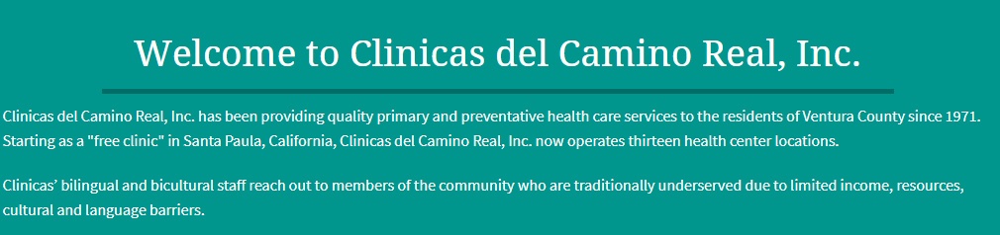 Welcome to Clinicas del Camino Real, Inc.
Clinicas del Camino Real, Inc. has been providing quality primary and preventative health care services to the residents of Ventura County since 1971.
Starting as a "free clinic" in Santa Paula, California, Clinicas del Camino Real, Inc. now operates thirteen health center locations.
Clinicas’ bilingual and bicultural staff reach out to members of the community who are traditionally underserved due to limited income, resources,
cultural and language barriers.